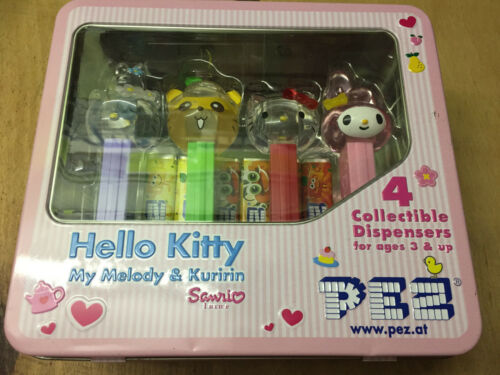 4
Collectible
Dispensers
for ages 3 & up
Hello Kitty
My Melody & Kuririn
Sanrio
PEZ®
www.pez.at